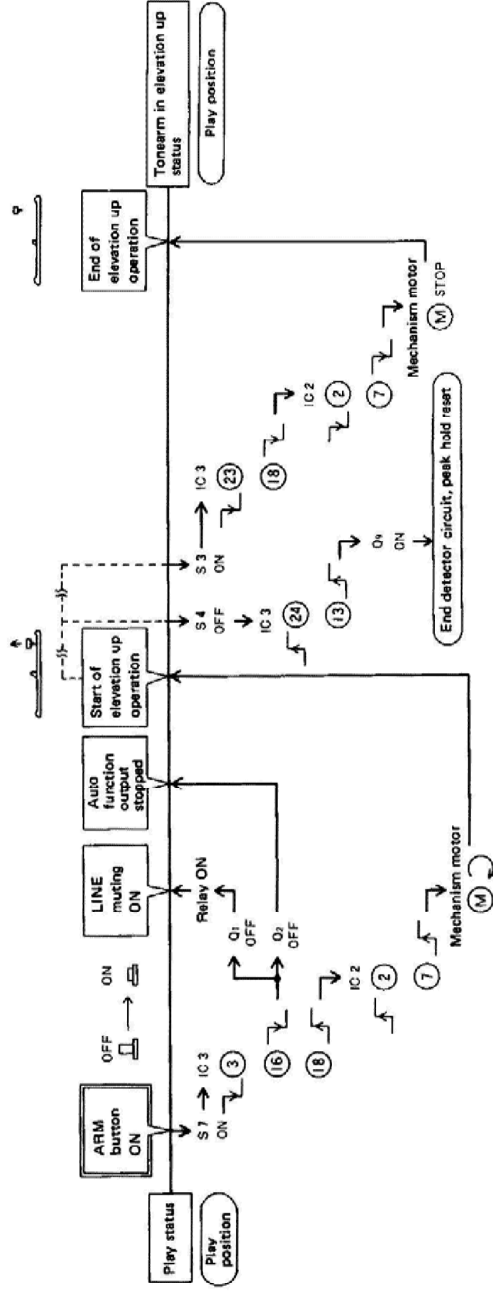 Play status
Play
position
ARM
button
ON
OFF
ON
S 7
ON
IC 3
3
16
18
Q1
OFF
Q2
OFF
Relay ON
IC 2
2
7
Mechanism motor
M
LINE
muting
ON
Auto
function
output
stopped
Start of
elevation up
operation
S 4
OFF
IC 3
24
13
Q9
ON
End detector circuit, peak hold reset
S 3
ON
IC 3
23
18
IC 2
2
7
Mechanism motor
M STOP
End of
elevation up
operation
Tonearm in elevation up
status
Play position